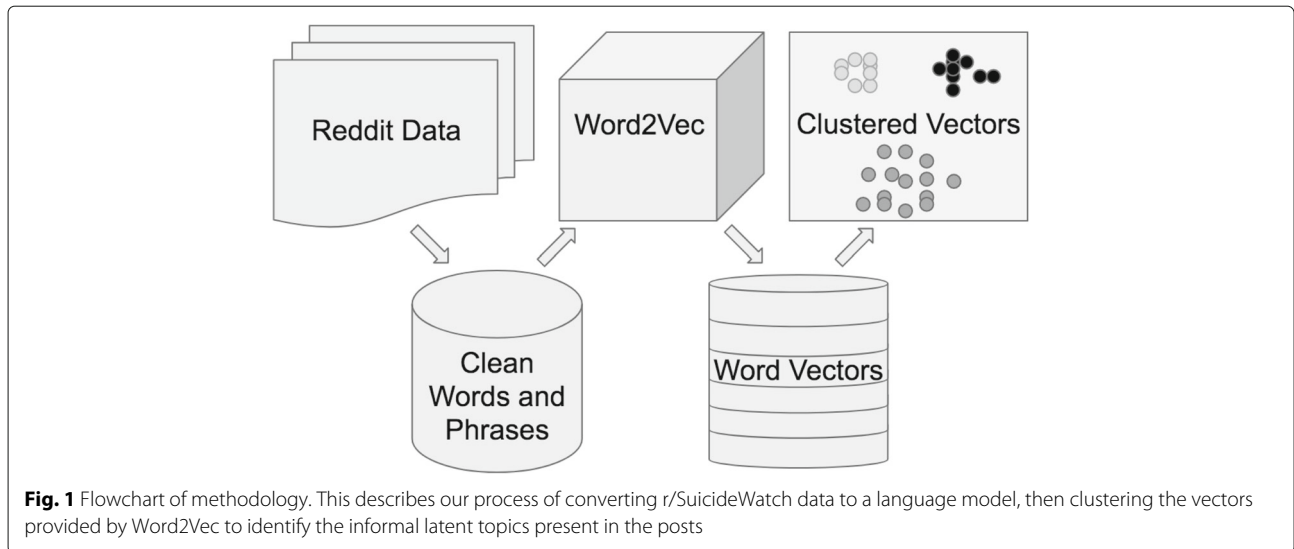 Reddit Data
Word2Vec
Clustered Vectors
Clean
Words and
Phrases
Word Vectors
Fig. 1 Flowchart of methodology. This describes our process of converting r/SuicideWatch data to a language model, then clustering the vectors
provided by Word2Vec to identify the informal latent topics present in the posts